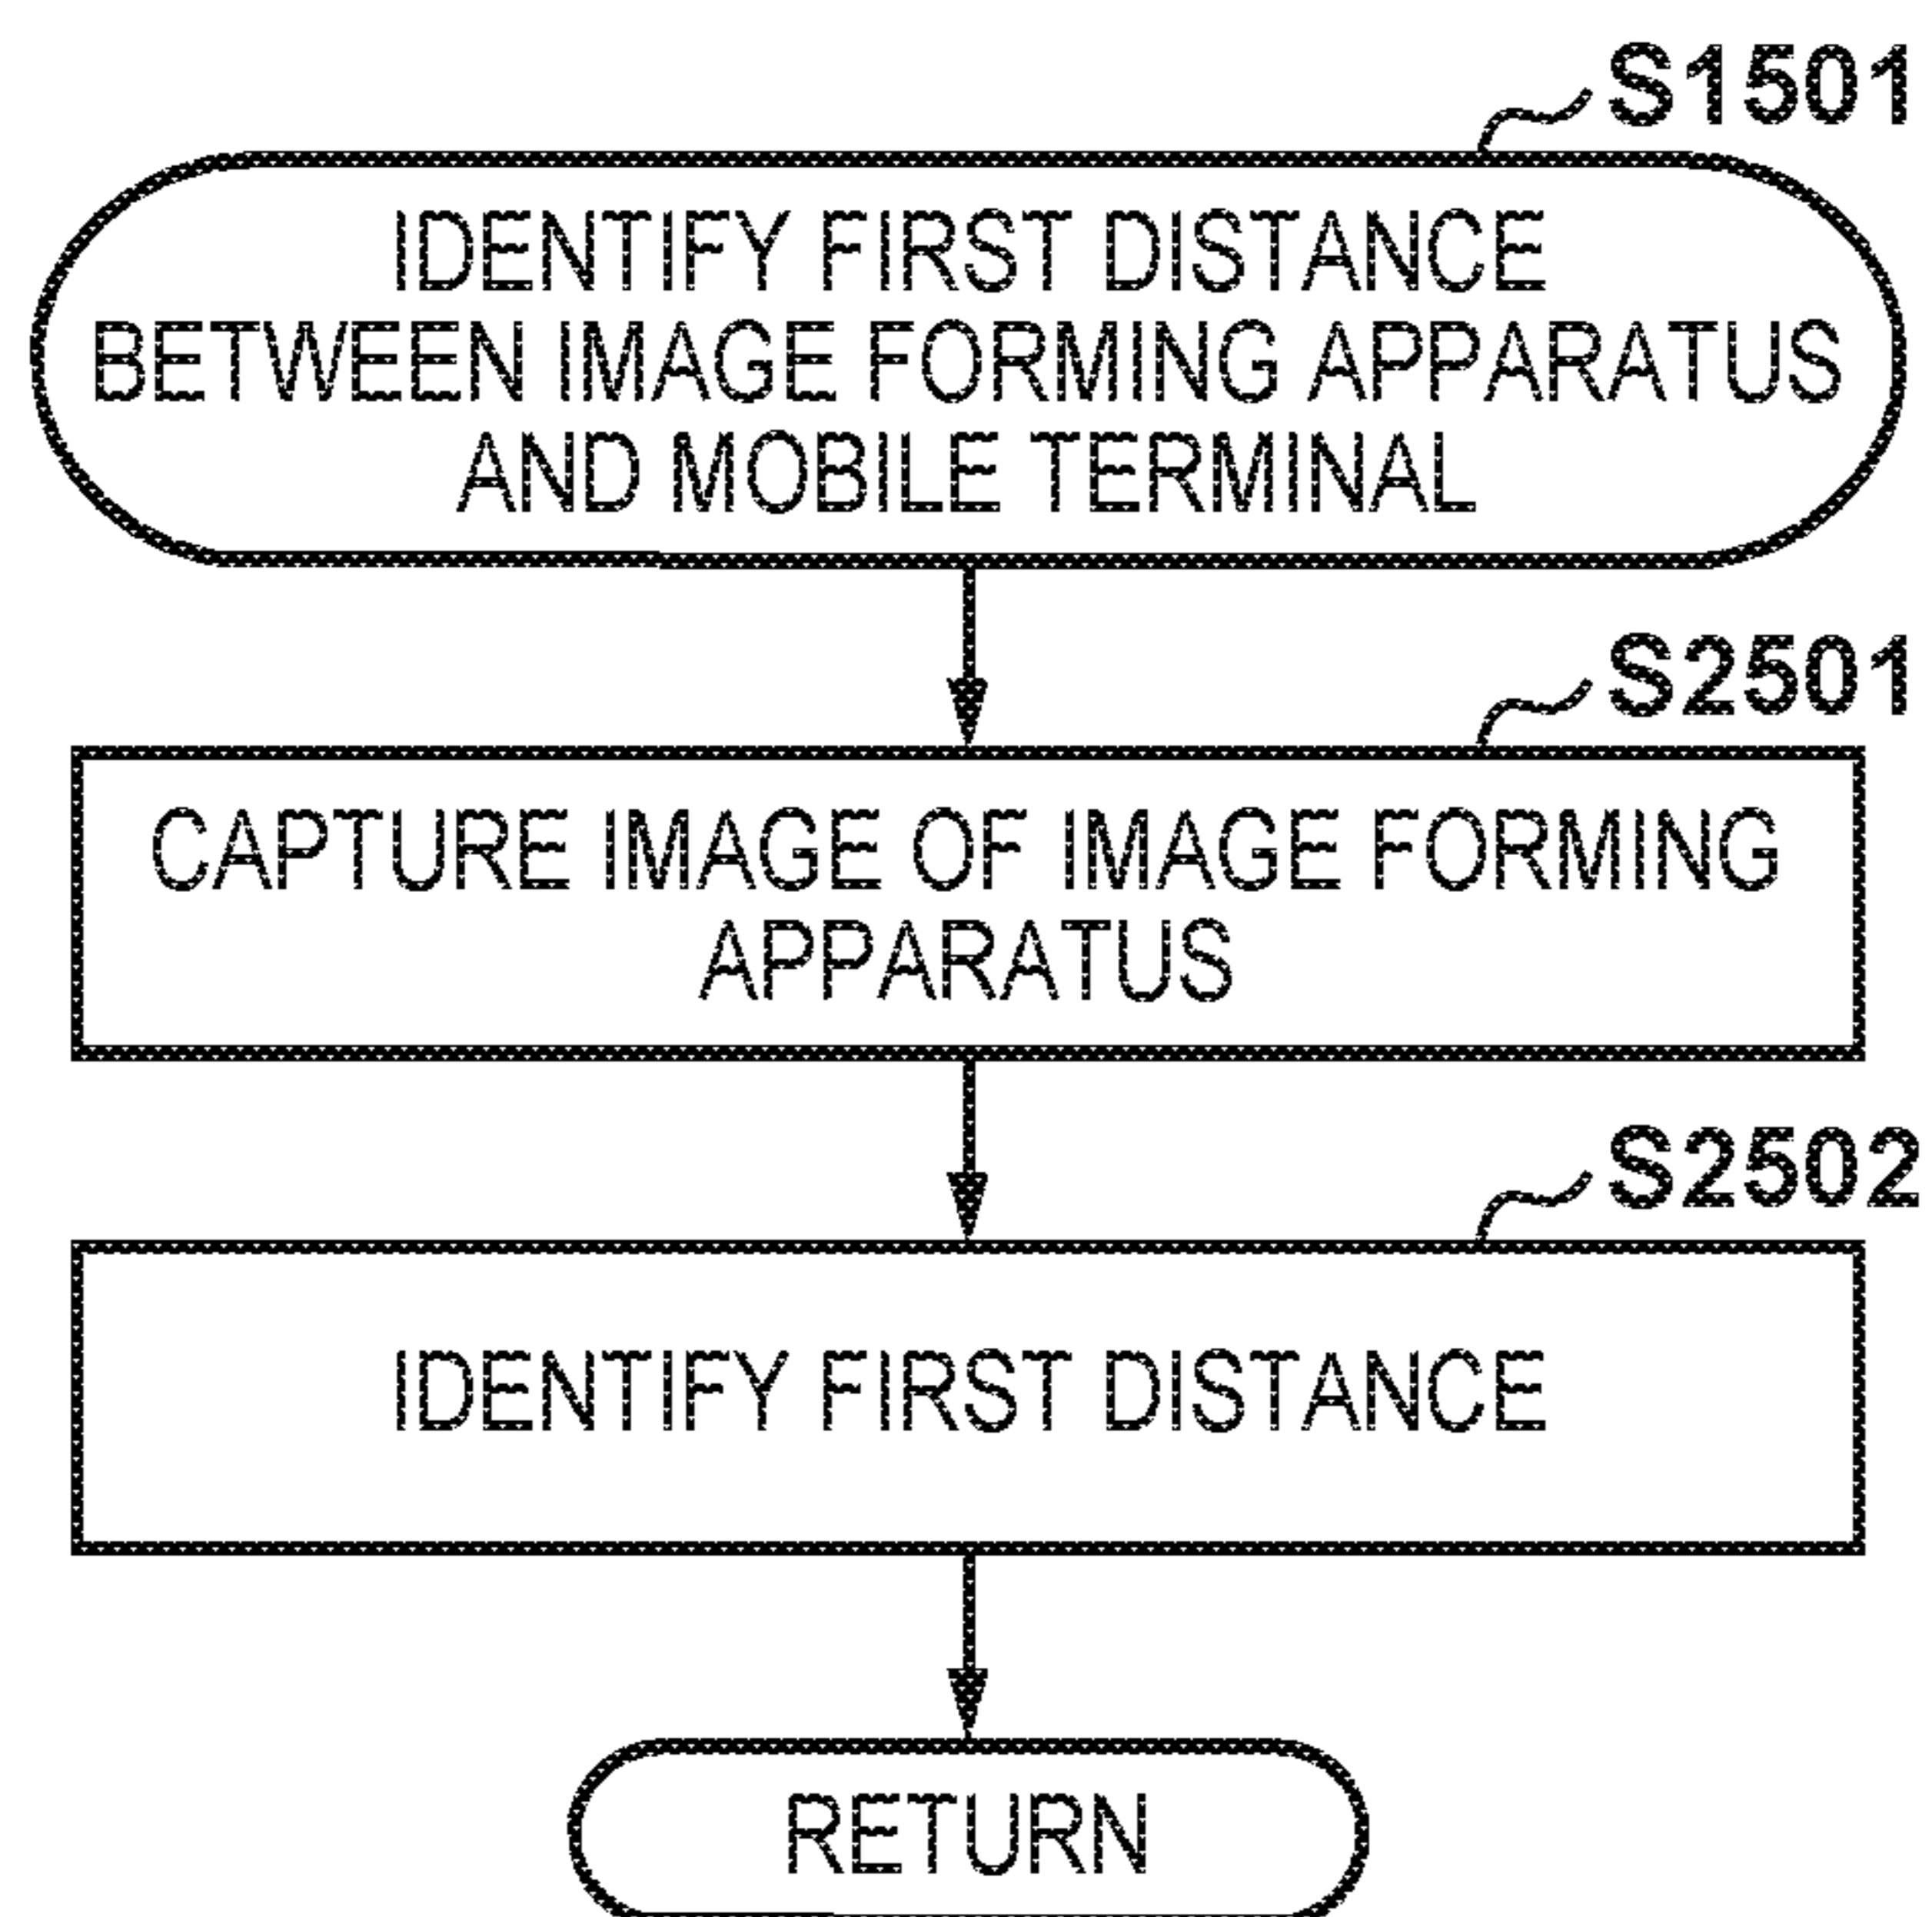 S1501
IDENTIFY FIRST DISTANCE
BETWEEN IMAGE FORMING APPARATUS
AND MOBILE TERMINAL
S2501
CAPTURE IMAGE OF IMAGE FORMING
APPARATUS
S2502
IDENTIFY FIRST DISTANCE
RETURN